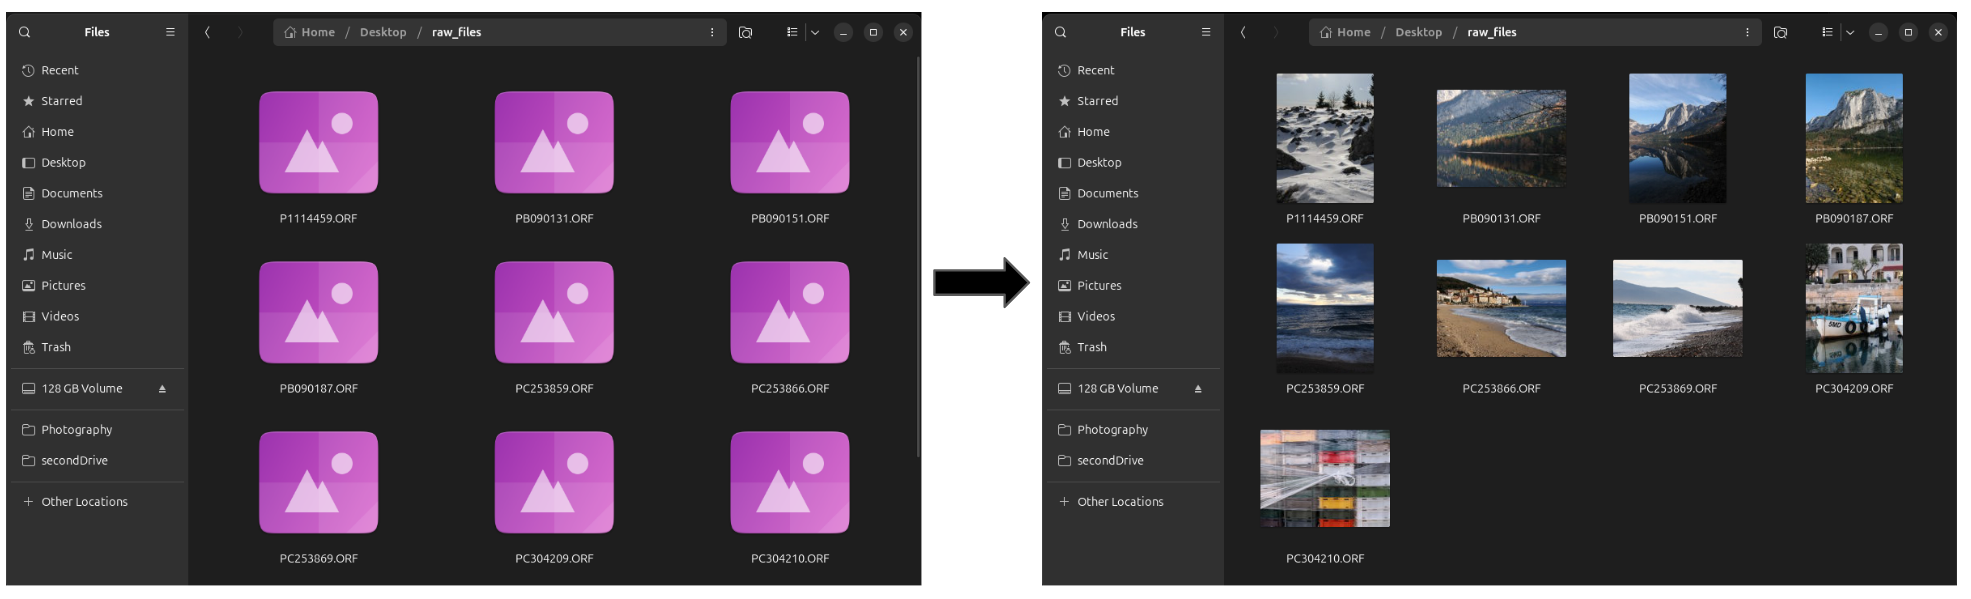 Files
Home / Desktop / raw_files
Recent
Starred
Home
Desktop
Documents
Downloads
Music
Pictures
Videos
Trash
128 GB Volume
Photography
secondDrive
Other Locations
P1114459.ORF PB090131.ORF PB090151.ORF
PB090187.ORF PC253859.ORF PC253866.ORF
PC253869.ORF PC304209.ORF PC304210.ORF
Files
Home / Desktop / raw_files
Recent
Starred
Home
Desktop
Documents
Downloads
Music
Pictures
Videos
Trash
128 GB Volume
Photography
secondDrive
Other Locations
P1114459.ORF PB090131.ORF PB090151.ORF PB090187.ORF
PC253859.ORF PC253866.ORF PC253869.ORF PC304209.ORF
PC304210.ORF